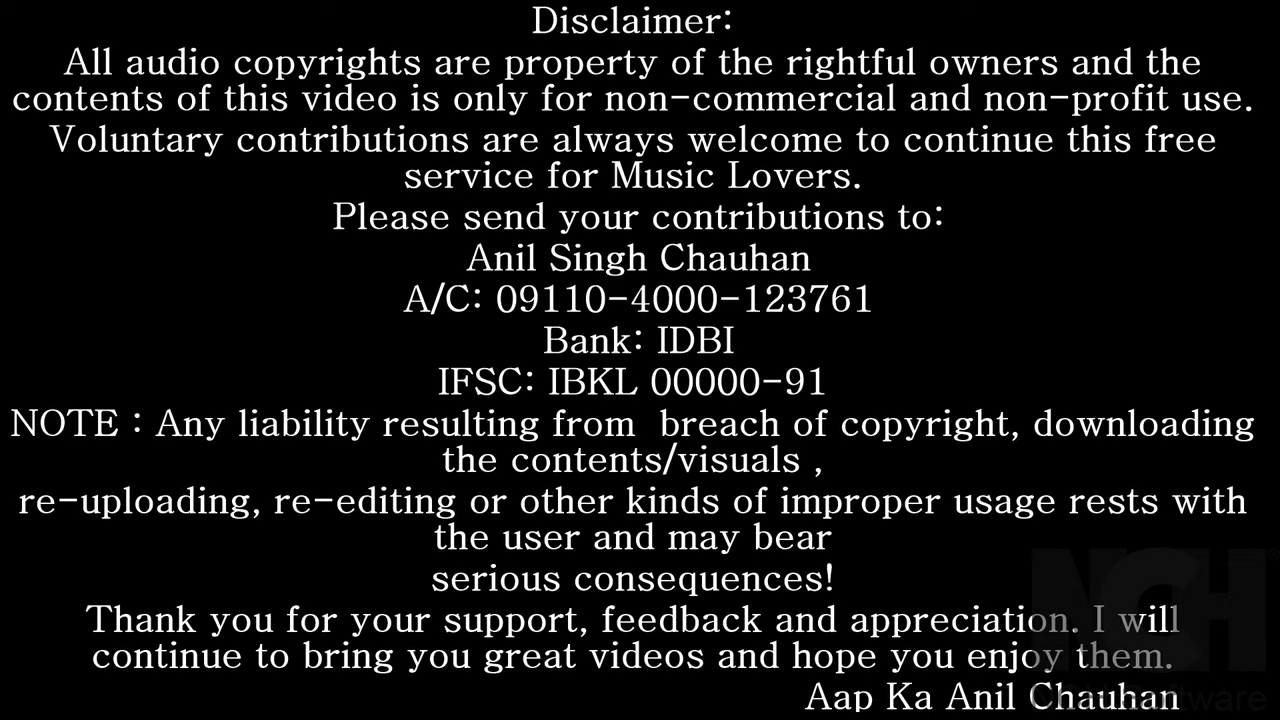 Disclaimer:
All audio copyrights are property of the rightful owners and the
contents of this video is only for non-commercial and non-profit use.
Voluntary contributions are always welcome to continue this free
service for Music Lovers.
Please send your contributions to:
Anil Singh Chauhan
A/C: 09110-4000-123761
Bank: IDBI
IFSC: IBKL 00000-91
NOTE : Any liability resulting from  breach of copyright, downloading
the contents/visuals ,
re-uploading, re-editing or other kinds of improper usage rests with
the user and may bear
serious consequences!
Thank you for your support, feedback and appreciation. I will
continue to bring you great videos and hope you enjoy them.
Aap Ka Anil Chauhan
NCH
NCH Software